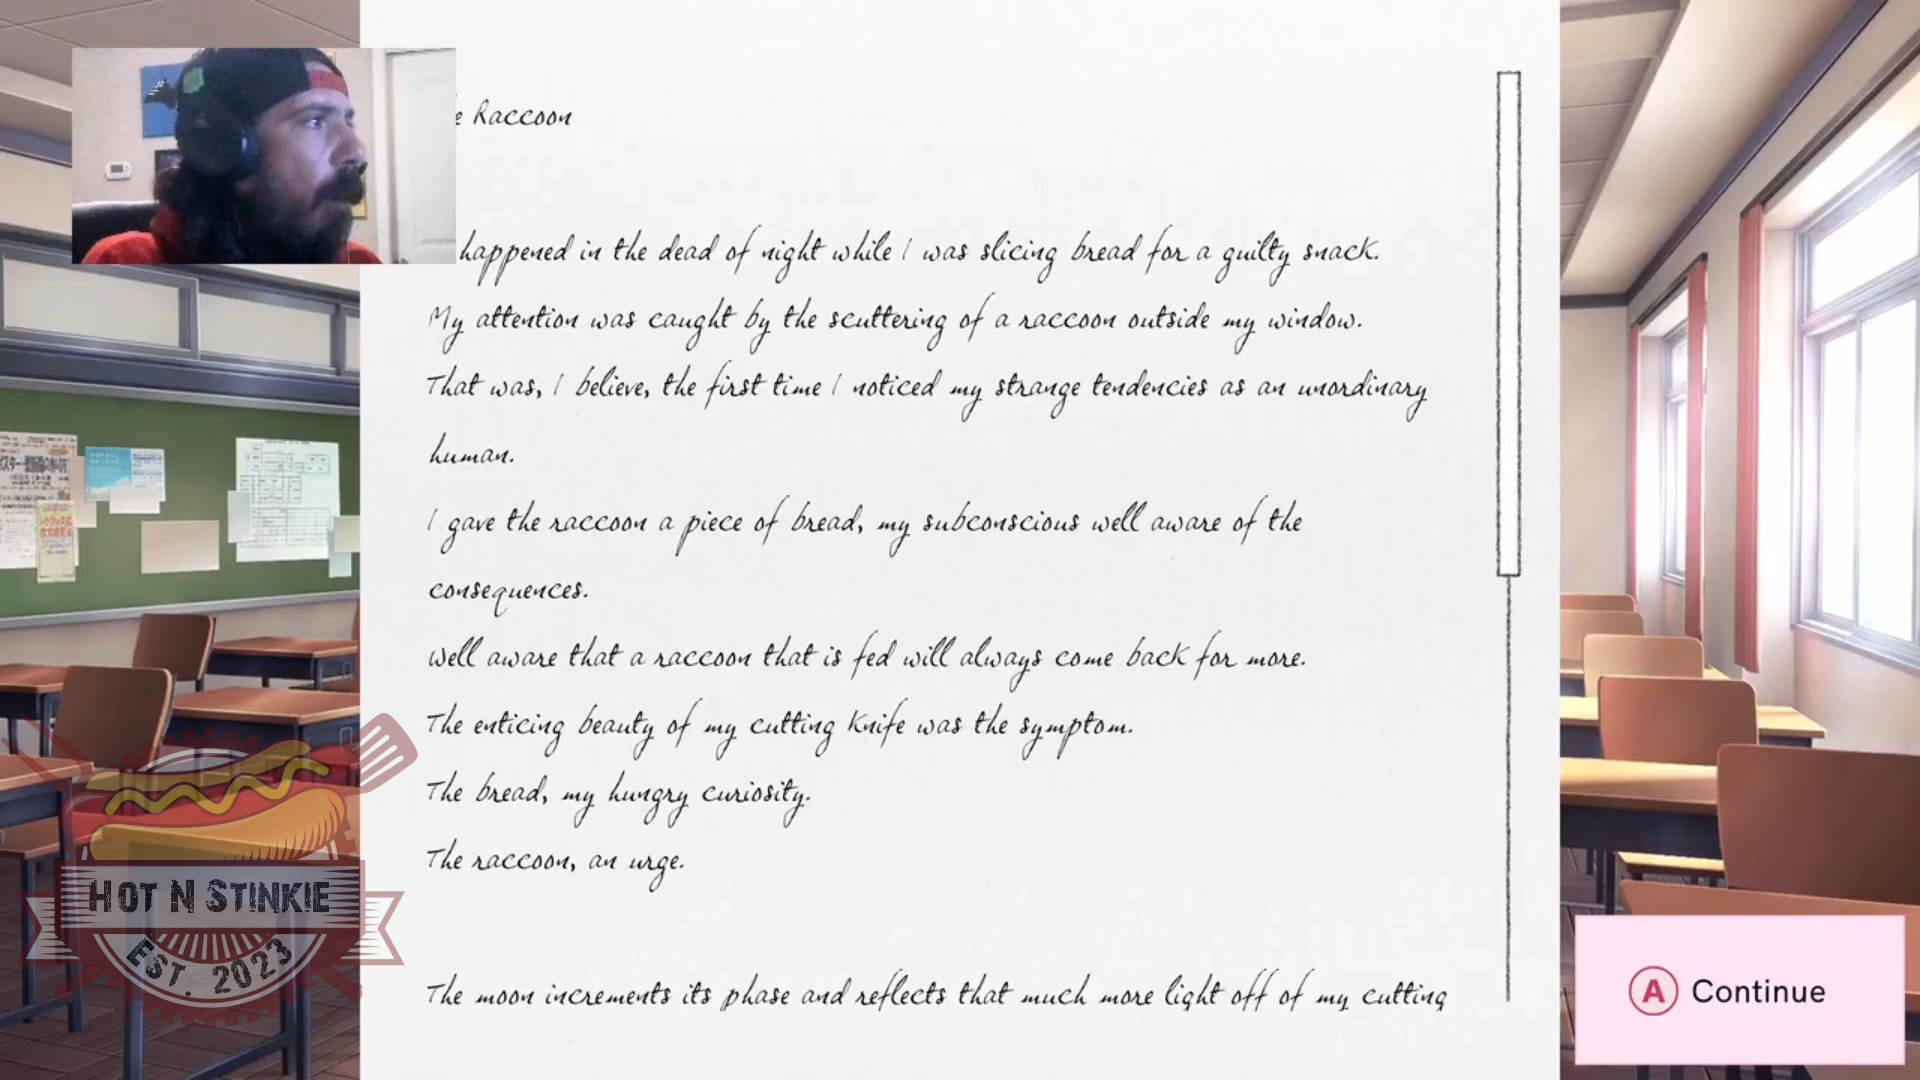 Raccoon
happened in the dead of night while I was slicing bread for a guilty snack.
My attention was caught by the scuttering of a raccoon outside my window.
That was, I believe, the first time I noticed my strange tendencies as an unordinary
human.
I gave the raccoon a piece of bread, my subconscious well aware of the
consequences.
Well aware that a raccoon that is fed will always come back for more.
The enticing beauty of my cutting knife was the symptom.
The bread, my hungry curiosity.
The raccoon, an urge.
The moon increments its phase and reflects that much more light off of my cutting
HOT N STINKIE
EST. 2023
A Continue